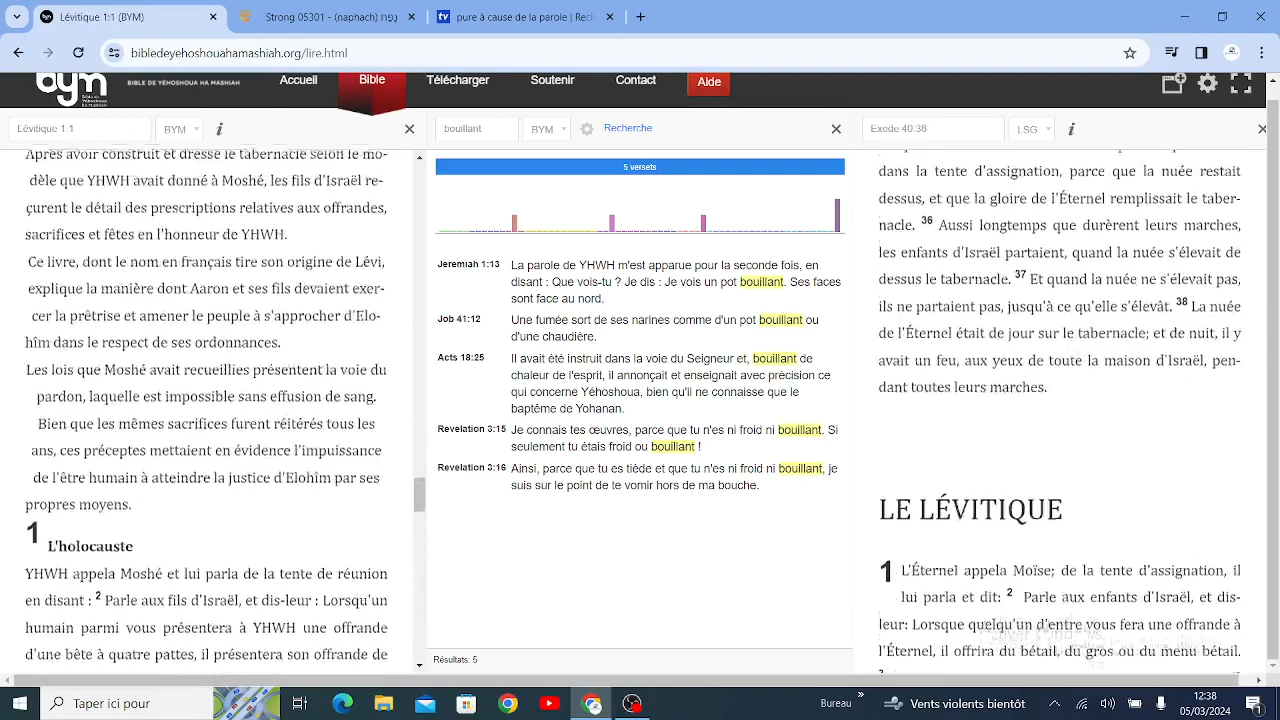 Lévitique 1:1 (BYM)
pure à cause de parole | Rech
bibledeyehoshouahamashiah.org/lire.html
bym
BIBLE DE YÉHOSHOUA HA MASHIAH
Accueil
Bible
Télécharger
Soutenir
Contact
Aide
Lévitique 1.1
BYM
i
bouillant
BYM
Recherche
Exode 40:36
LSG
i
Après avoir construit et dressé le tabernacle selon le mo-
dèle que YHWH avait donné à Moshé, les fils d'Israël re-
çurent le détail des prescriptions relatives aux offrandes,
sacrifices et fêtes en l'honneur de YHWH.
Ce livre, dont le nom en français tire son origine de Lévi,
explique la manière dont Aaron et ses fils devaient exer-
cer la prêtrise et amener le peuple à s'approcher d'Elo-
hîm dans le respect de ses ordonnances.
Les lois que Moshé avait recueillies présentent la voie du
pardon, laquelle est impossible sans effusion de sang.
Bien que les mêmes sacrifices furent réitérés tous les
ans, ces préceptes mettaient en évidence l'impuissance
de l'être humain à atteindre la justice d'Elohîm par ses
propres moyens.
1
L'holocauste
YHWH appela Moshé et lui parla de la tente de réunion
en disant : 2 Parle aux fils d'Israël, et dis-leur : Lorsqu'un
humain parmi vous présentera à YHWH une offrande
d'une bête à quatre pattes, il présentera son offrande de
5 versets
Jeremiah 1:13 La parole de YHWH m'est apparue pour la seconde fois, en
disant : Que vois-tu ? Je dis : Je vois un pot bouillant. Ses faces
sont face au nord.
Job 41:12 Une fumée sort de ses narines comme d'un pot bouillant ou
d'une chaudière.
Acts 18:25 Il avait été instruit dans la voie du Seigneur et, bouillant de
chaleur de l'esprit, il annonçait et enseignait avec précision ce
qui concerne Yéhoshoua, bien qu'il ne connaisse que le
baptême de Yohanan.
Revelation 3:15 Je connais tes œuvres, parce que tu n'es ni froid ni bouillant. Si
seulement tu étais froid ou bouillant !
Revelation 3:16 Ainsi, parce que tu es tiède et que tu n'es ni froid ni bouillant, je
suis sur le point de te vomir hors de ma bouche.
Résultats: 5
dans la tente d'assignation, parce que la nuée restait
dessus, et que la gloire de l'Éternel remplissait le taber-
nacle. 36 Aussi longtemps que durèrent leurs marches,
les enfants d'Israël partaient, quand la nuée s'élevait de
dessus le tabernacle. 37 Et quand la nuée ne s'élevait pas,
ils ne partaient pas, jusqu'à ce qu'elle s'élevât. 38 La nuée
de l'Éternel était de jour sur le tabernacle; et de nuit, il y
avait un feu, aux yeux de toute la maison d'Israël, pen-
dant toutes leurs marches.
LE LÉVITIQUE
1 L'Éternel appela Moïse; de la tente d'assignation, il
lui parla et dit: 2 Parle aux enfants d'Israël, et dis-
leur: Lorsque quelqu'un d'entre vous fera une offrande à
l'Éternel, il offrira du bétail, du gros ou du menu bétail.
Taper ici pour
Bureau
Vents violents
12:38
05/03/2024